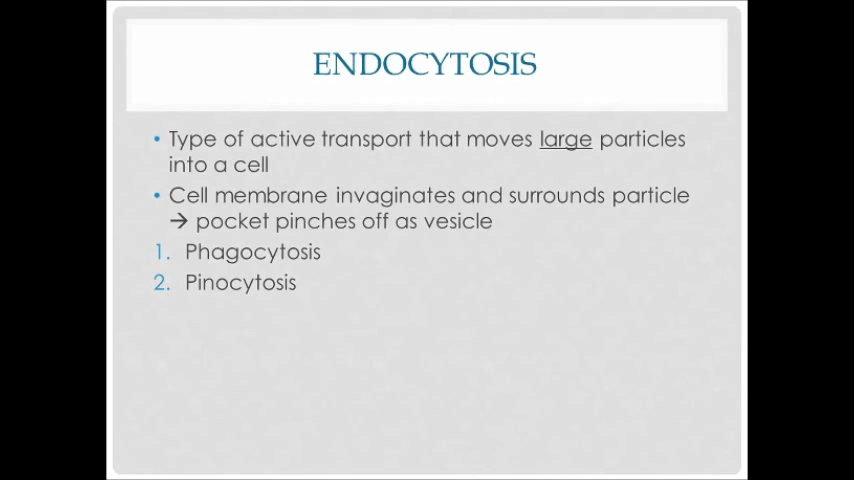 ENDOCYTOSIS
• Type of active transport that moves large particles
into a cell
• Cell membrane invaginates and surrounds particle
→ pocket pinches off as vesicle
1. Phagocytosis
2. Pinocytosis